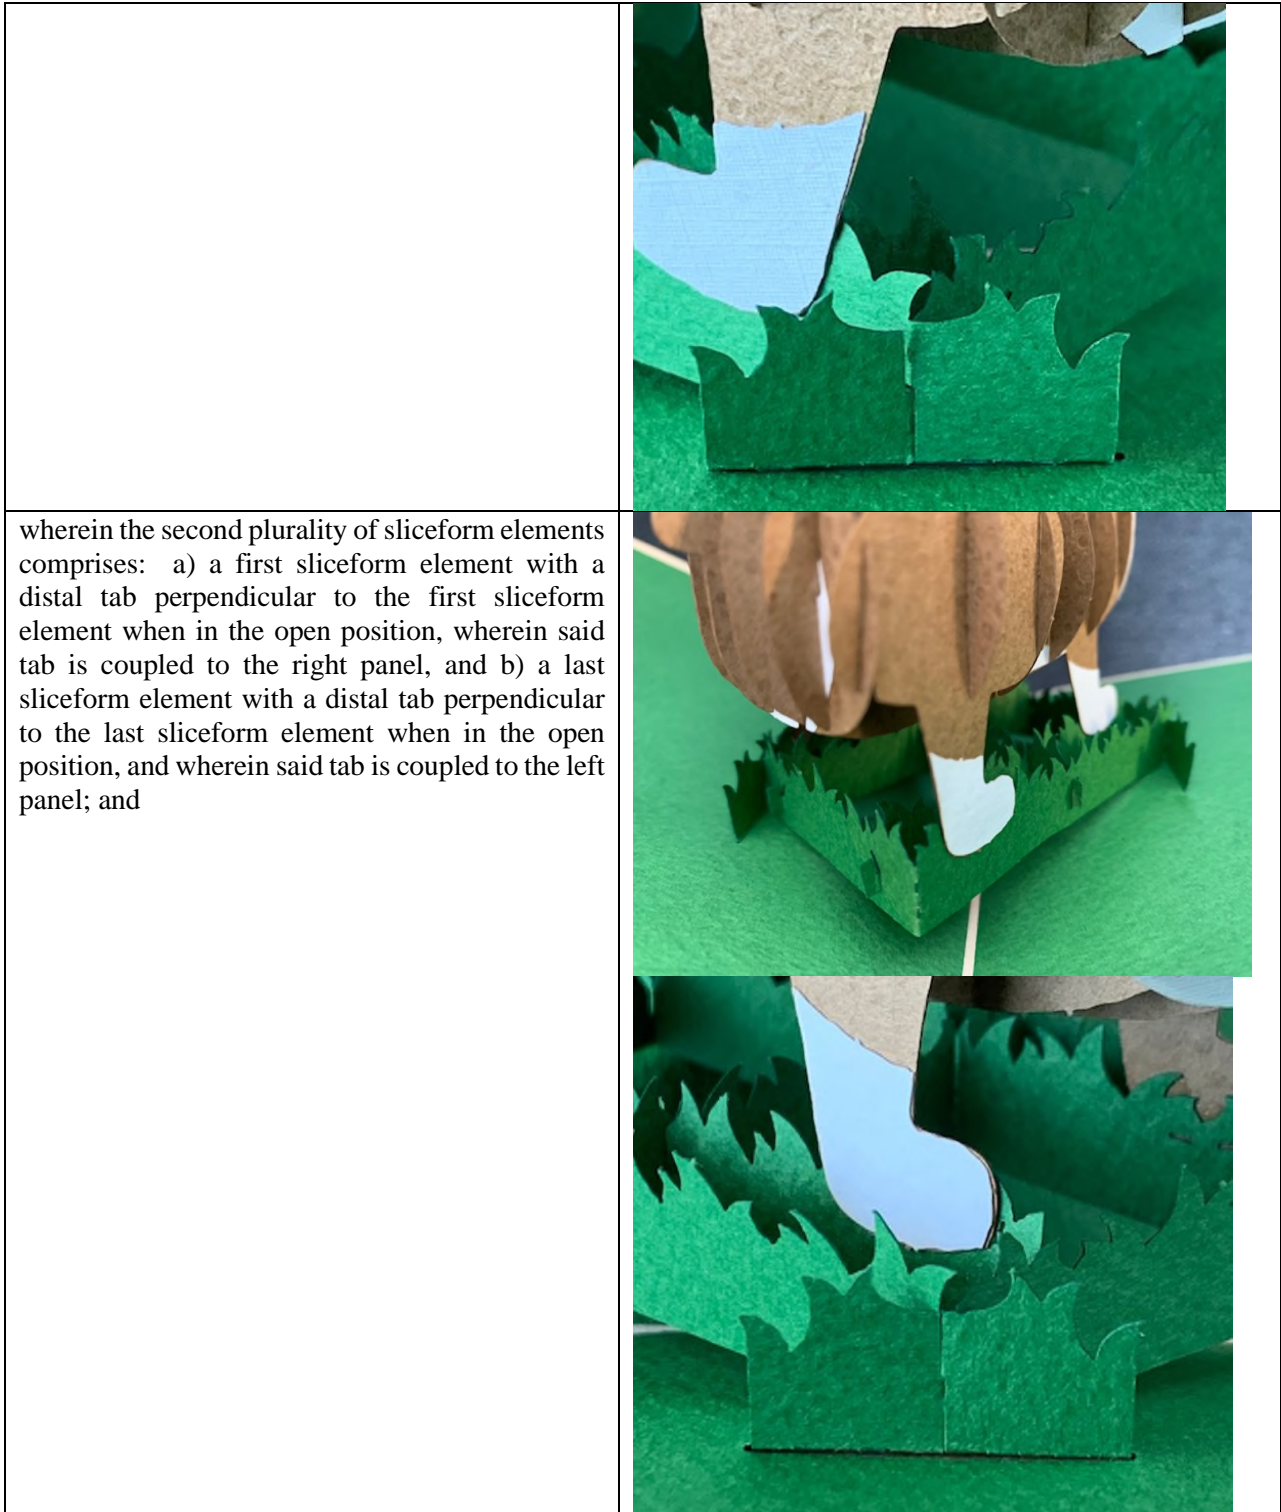 wherein the second plurality of sliceform elements
comprises: a) a first sliceform element with a
distal tab perpendicular to the first sliceform
element when in the open position, wherein said
tab is coupled to the right panel, and b) a last
sliceform element with a distal tab perpendicular
to the last sliceform element when in the open
position, and wherein said tab is coupled to the left
panel; and